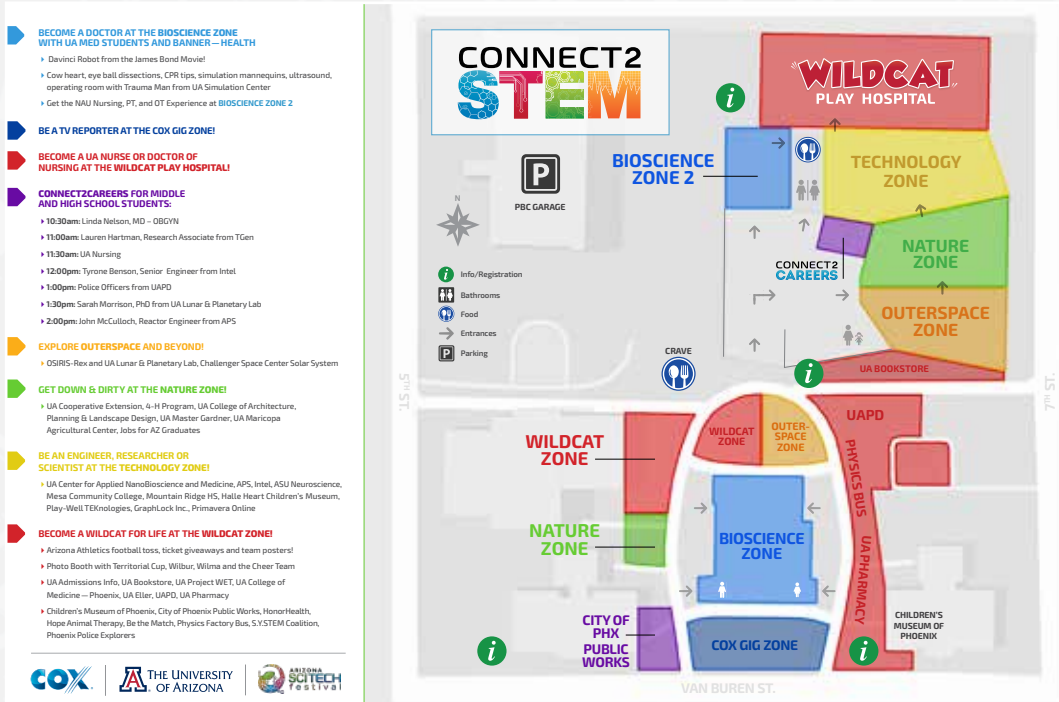 BECOME A DOCTOR AT THE BIOSCIENCE ZONE
WITH UA MED STUDENTS AND BANNER — HEALTH
Davinci Robot from the James Bond Movie!
Cow heart, eye ball dissections, CPR tips, simulation mannequins, ultrasound,
operating room with Trauma Man from UA Simulation Center
Get the NAU Nursing, PT, and OT Experience at BIOSCIENCE ZONE 2
BE A TV REPORTER AT THE COX GIG ZONE!
BECOME A UA NURSE OR DOCTOR OF
NURSING AT THE WILDCAT PLAY HOSPITAL!
CONNECT2CAREERS FOR MIDDLE
AND HIGH SCHOOL STUDENTS:
10:30am: Linda Nelson, MD – OBGYN
11:00am: Lauren Hartman, Research Associate from TGen
11:30am: UA Nursing
12:00pm: Tyrone Benson, Senior Engineer from Intel
1:00pm: Police Officers from UAPD
1:30pm: Sarah Morrison, PhD from UA Lunar & Planetary Lab
2:00pm: John McCulloch, Reactor Engineer from APS
EXPLORE OUTERSPACE AND BEYOND!
OSIRIS-Rex and UA Lunar & Planetary Lab, Challenger Space Center Solar System
GET DOWN & DIRTY AT THE NATURE ZONE!
UA Cooperative Extension, 4-H Program, UA College of Architecture,
Planning & Landscape Design, UA Master Gardner, UA Maricopa
Agricultural Center, Jobs for AZ Graduates
BE AN ENGINEER, RESEARCHER OR
SCIENTIST AT THE TECHNOLOGY ZONE!
UA Center for Applied NanoBioscience and Medicine, APS, Intel, ASU Neuroscience,
Mesa Community College, Mountain Ridge HS, Halle Heart Children's Museum,
Play-Well TEKnologies, GraphLock Inc., Primavera Online
BECOME A WILDCAT FOR LIFE AT THE WILDCAT ZONE!
Arizona Athletics football toss, ticket giveaways and team posters!
Photo Booth with Territorial Cup, Wilbur, Wilma and the Cheer Team
UA Admissions Info, UA Bookstore, UA Project WET, UA College of
Medicine — Phoenix, UA Eller, UAPD, UA Pharmacy
Children's Museum of Phoenix, City of Phoenix Public Works, HonorHealth,
Hope Animal Therapy, Be the Match, Physics Factory Bus, S.Y.STEM Coalition,
Phoenix Police Explorers
COX
A
THE UNIVERSITY
OF ARIZONA
ARIZONA
SCITECH
festival
CONNECT2
STEM
WILDCAT
PLAY HOSPITAL
i
BIOSCIENCE
ZONE 2
TECHNOLOGY
ZONE
P
PBC GARAGE
N
NATURE
ZONE
CONNECT2
CAREERS
i Info/Registration
Bathrooms
Food
Entrances
P Parking
OUTERSPACE
ZONE
CRAVE
i
UA BOOKSTORE
5TH ST.
7TH ST.
WILDCAT
ZONE
WILDCAT
ZONE
OUTER-
SPACE
ZONE
UAPD
PHYSICS BUS
UA PHARMACY
NATURE
ZONE
BIOSCIENCE
ZONE
CITY OF
PHX
PUBLIC
WORKS
COX GIG ZONE
CHILDREN'S
MUSEUM OF
PHOENIX
i
i
VAN BUREN ST.